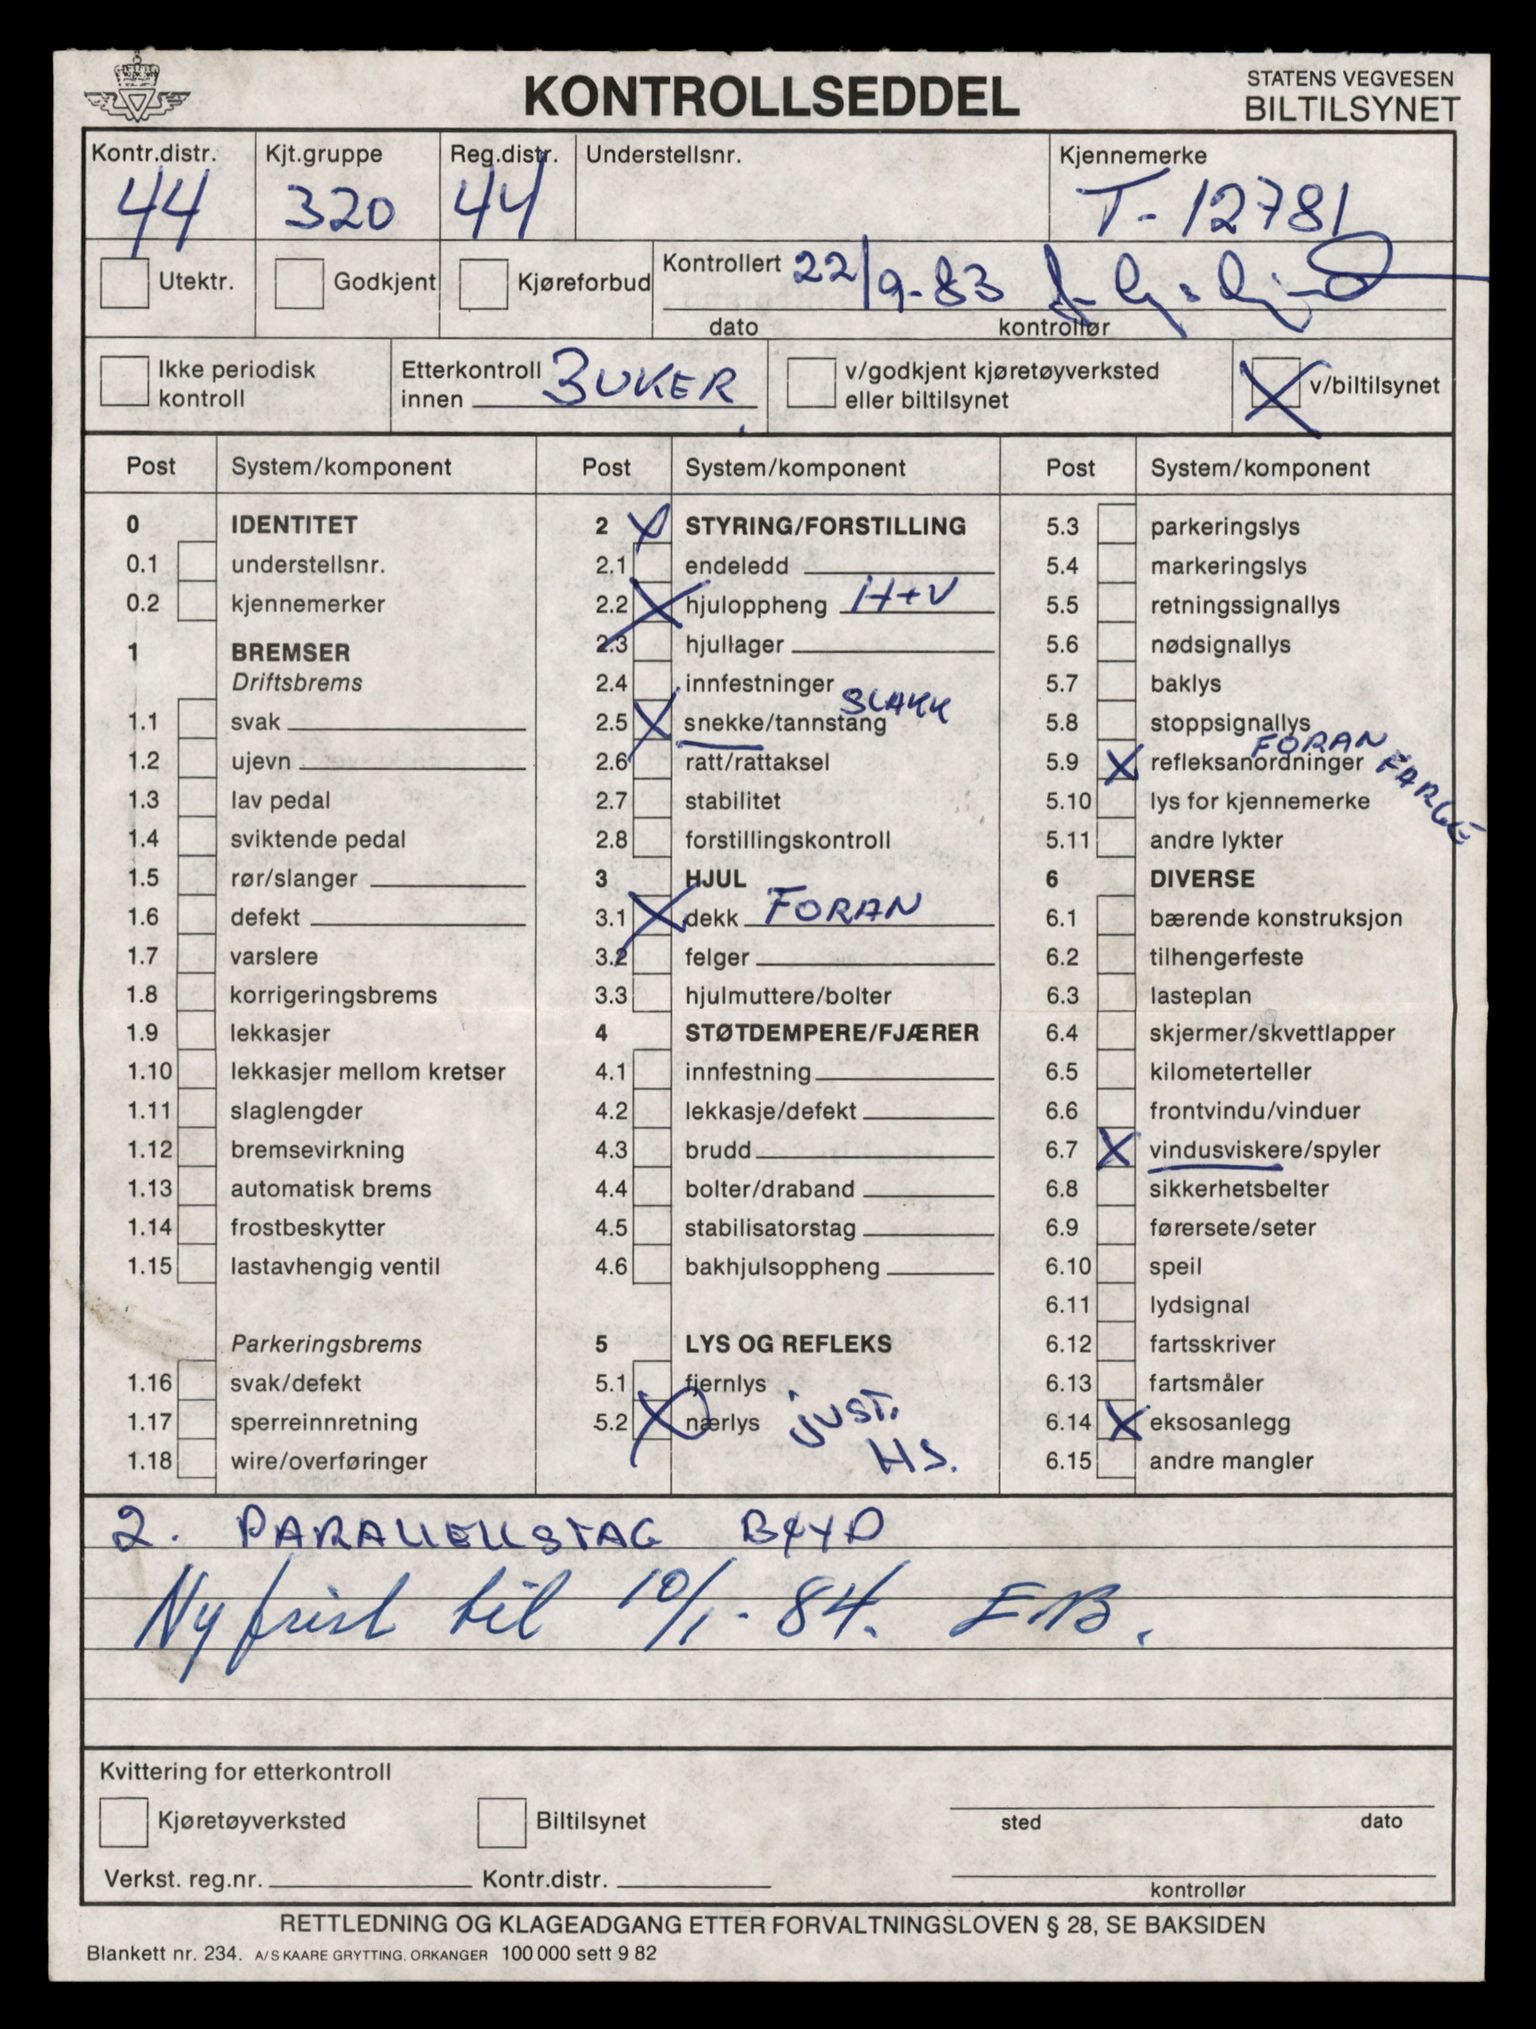 KONTROLLSEDDEL
STATENS VEGVESEN
BILTILSYNET
Kontr.distr. Kjt.gruppe Reg.distr. Understellsnr. Kjennemerke
44 320 44 T-12781
Utektr. Godkjent Kjøreforbud Kontrollert 22/9-83
dato kontrollør
Ikke periodisk kontroll
Etterkontroll innen 3 UKER.
v/godkjent kjøretøyverksted eller biltilsynet
X v/biltilsynet
Post System/komponent
0 IDENTITET
0.1 understellsnr.
0.2 kjennemerker
1 BREMSER
Driftsbrems
1.1 svak
1.2 ujevn
1.3 lav pedal
1.4 sviktende pedal
1.5 rør/slanger
1.6 defekt
1.7 varslere
1.8 korrigeringsbrems
1.9 lekkasjer
1.10 lekkasjer mellom kretser
1.11 slaglengder
1.12 bremsevirkning
1.13 automatisk brems
1.14 frostbeskytter
1.15 lastavhengig ventil
Parkeringsbrems
1.16 svak/defekt
1.17 sperreinnretning
1.18 wire/overføringer
Post System/komponent
2 X STYRING/FORSTILLING
2.1 endeledd
2.2 X hjuloppheng H+V
2.3 hjullager
2.4 innfestninger
2.5 X snekke/tannstang SLAKK
2.6 ratt/rattaksel
2.7 stabilitet
2.8 forstillingskontroll
3 HJUL
3.1 X dekk FORAN
3.2 felger
3.3 hjulmuttere/bolter
4 STØTDEMPERE/FJÆRER
4.1 innfestning
4.2 lekkasje/defekt
4.3 brudd
4.4 bolter/draband
4.5 stabilisatorstag
4.6 bakhjulsoppheng
5 LYS OG REFLEKS
5.1 fjernlys
5.2 X nærlys just.
HS.
Post System/komponent
5.3 parkeringslys
5.4 markeringslys
5.5 retningssignallys
5.6 nødsignallys
5.7 baklys
5.8 stoppsignallys
5.9 X refleksanordninger FORAN FARGE
5.10 lys for kjennemerke
5.11 andre lykter
6 DIVERSE
6.1 bærende konstruksjon
6.2 tilhengerfeste
6.3 lasteplan
6.4 skjermer/skvettlapper
6.5 kilometerteller
6.6 frontvindu/vinduer
6.7 X vindusviskere/spyler
6.8 sikkerhetsbelter
6.9 førersete/seter
6.10 speil
6.11 lydsignal
6.12 fartsskriver
6.13 fartsmåler
6.14 X eksosanlegg
6.15 andre mangler
2. PARALLELLSTAG BØYD
Ny frist til 10/1-84. ENB.
Kvittering for etterkontroll
Kjøretøyverksted Biltilsynet
sted dato
Verkst. reg.nr. Kontr.distr.
kontrollør
RETTLEDNING OG KLAGEADGANG ETTER FORVALTNINGSLOVEN § 28, SE BAKSIDEN
Blankett nr. 234. A/S KAARE GRYTTING, ORKANGER 100 000 sett 9 82